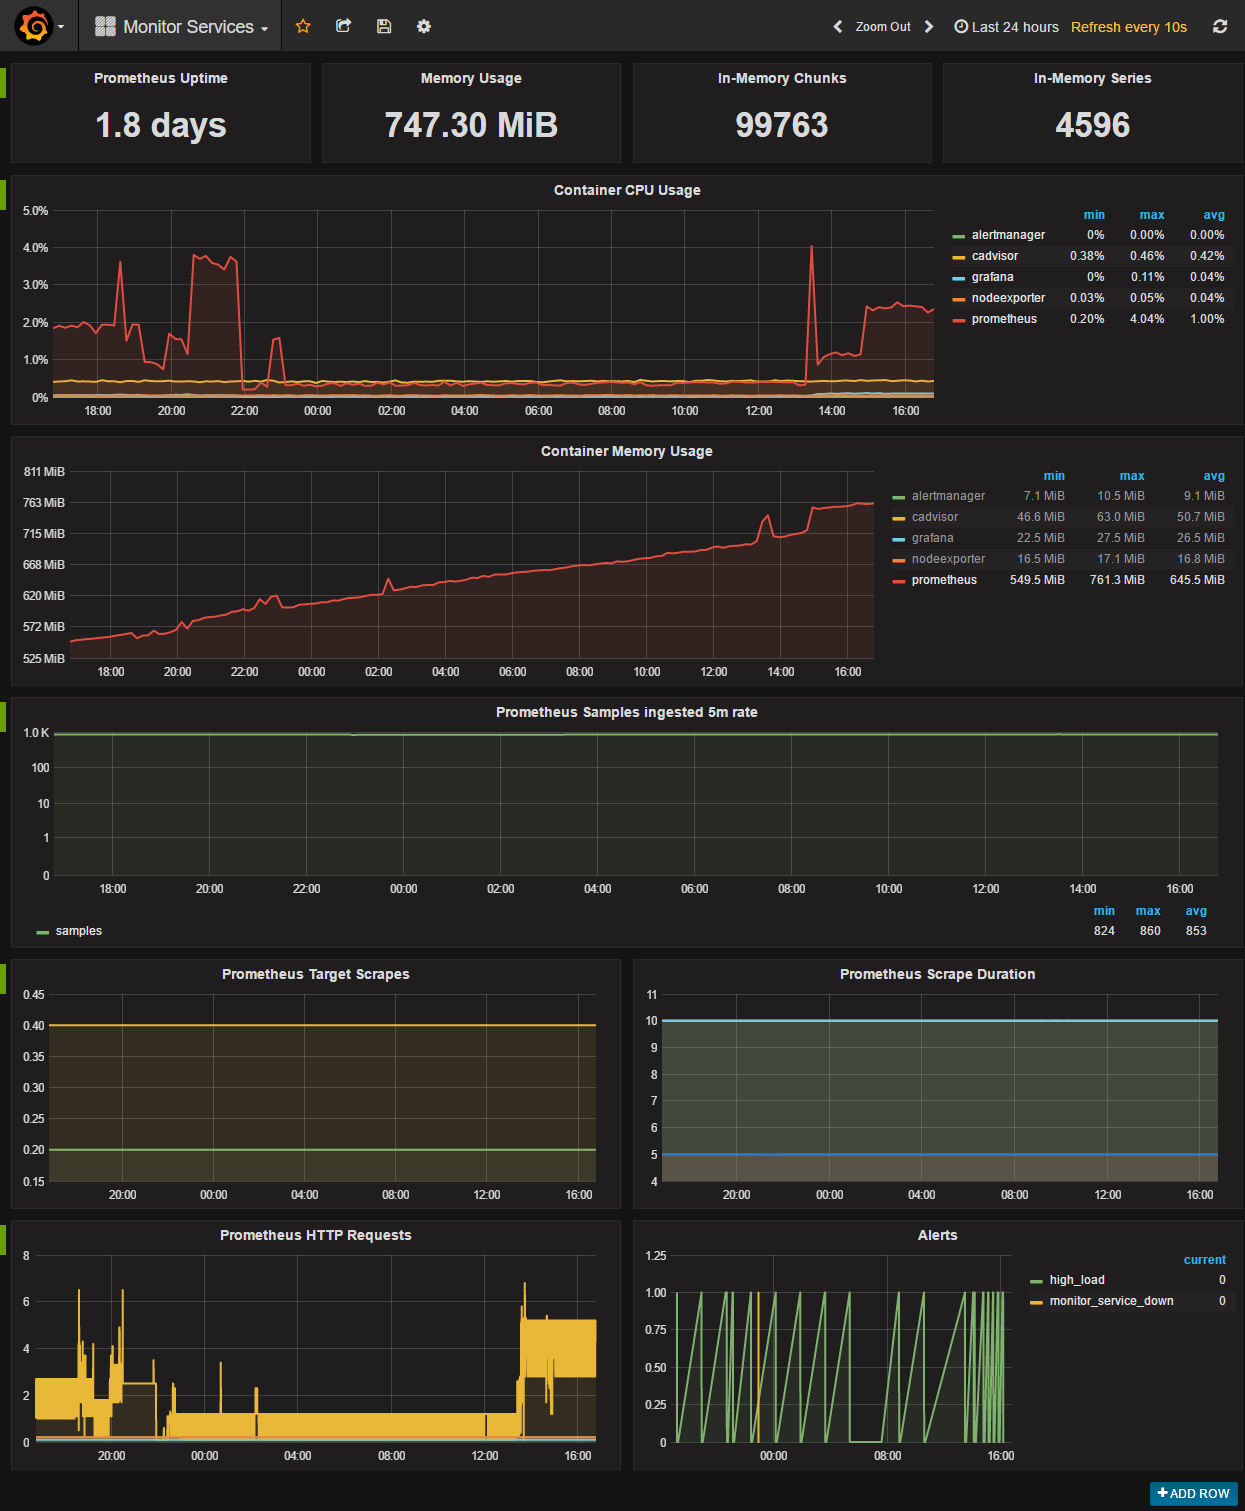 Monitor Services
Zoom Out
Last 24 hours
Refresh every 10s
Prometheus Uptime
1.8 days
Memory Usage
747.30 MiB
In-Memory Chunks
99763
In-Memory Series
4596
Container CPU Usage
5.0%
4.0%
3.0%
2.0%
1.0%
0%
18:00 20:00 22:00 00:00 02:00 04:00 06:00 08:00 10:00 12:00 14:00 16:00
min max avg
alertmanager 0% 0.00% 0.00%
cadvisor 0.38% 0.46% 0.42%
grafana 0% 0.11% 0.04%
nodeexporter 0.03% 0.05% 0.04%
prometheus 0.20% 4.04% 1.00%
Container Memory Usage
811 MiB
763 MiB
715 MiB
668 MiB
620 MiB
572 MiB
525 MiB
18:00 20:00 22:00 00:00 02:00 04:00 06:00 08:00 10:00 12:00 14:00 16:00
min max avg
alertmanager 7.1 MiB 10.5 MiB 9.1 MiB
cadvisor 46.6 MiB 63.0 MiB 50.7 MiB
grafana 22.5 MiB 27.5 MiB 26.5 MiB
nodeexporter 16.5 MiB 17.1 MiB 16.8 MiB
prometheus 549.5 MiB 761.3 MiB 645.5 MiB
Prometheus Samples ingested 5m rate
1.0 K
100
10
1
0
18:00 20:00 22:00 00:00 02:00 04:00 06:00 08:00 10:00 12:00 14:00 16:00
min max avg
samples 824 860 853
Prometheus Target Scrapes
0.45
0.40
0.35
0.30
0.25
0.20
0.15
20:00 00:00 04:00 08:00 12:00 16:00
Prometheus Scrape Duration
11
10
9
8
7
6
5
4
20:00 00:00 04:00 08:00 12:00 16:00
Prometheus HTTP Requests
8
6
4
2
0
20:00 00:00 04:00 08:00 12:00 16:00
Alerts
1.25
1.00
0.75
0.50
0.25
0
00:00 08:00 16:00
current
high_load 0
monitor_service_down 0
ADD ROW